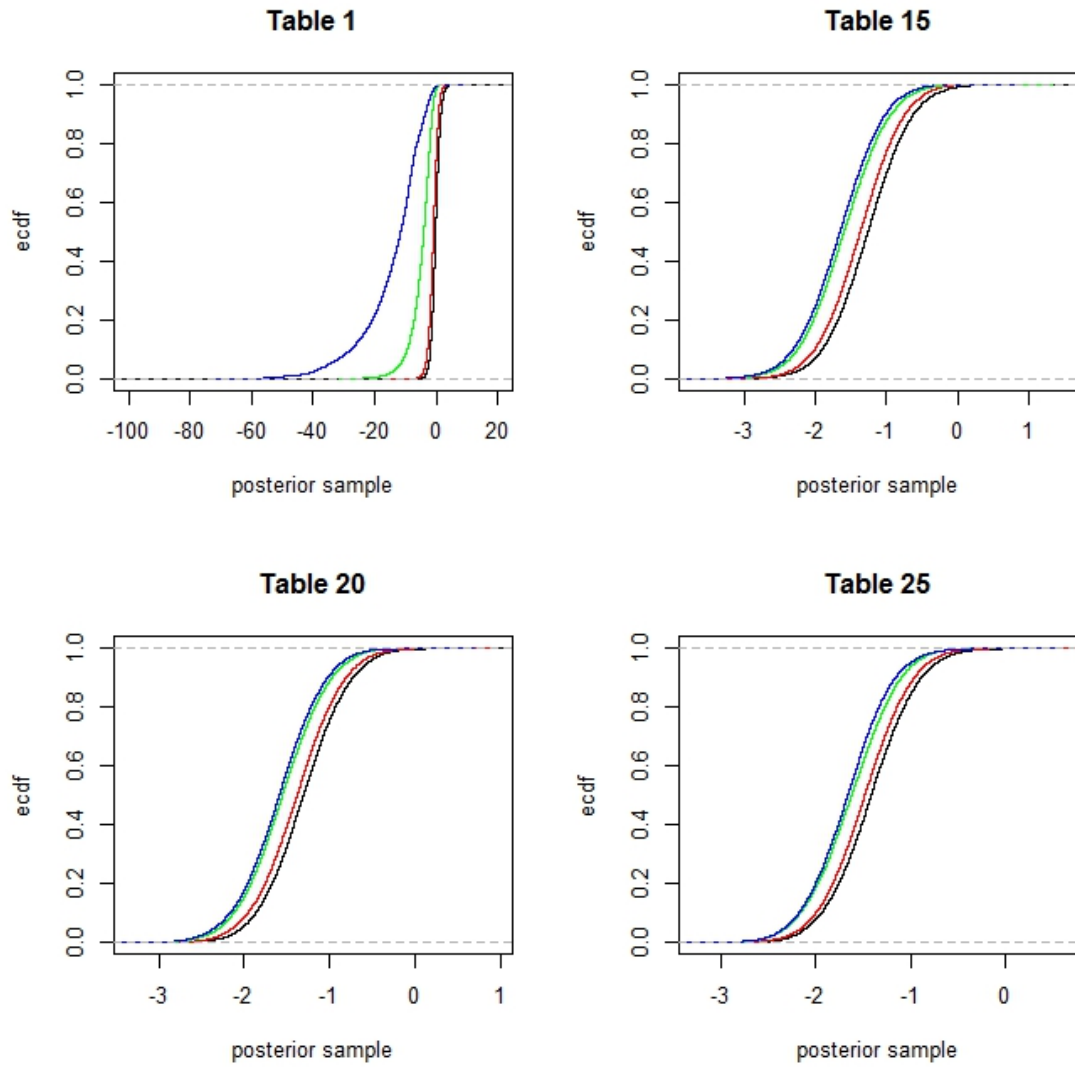 Table 1
ecdf
0.0 0.2 0.4 0.6 0.8 1.0
-100 -80 -60 -40 -20 0 20
posterior sample
Table 15
ecdf
0.0 0.2 0.4 0.6 0.8 1.0
-3 -2 -1 0 1
posterior sample
Table 20
ecdf
0.0 0.2 0.4 0.6 0.8 1.0
-3 -2 -1 0 1
posterior sample
Table 25
ecdf
0.0 0.2 0.4 0.6 0.8 1.0
-3 -2 -1 0
posterior sample